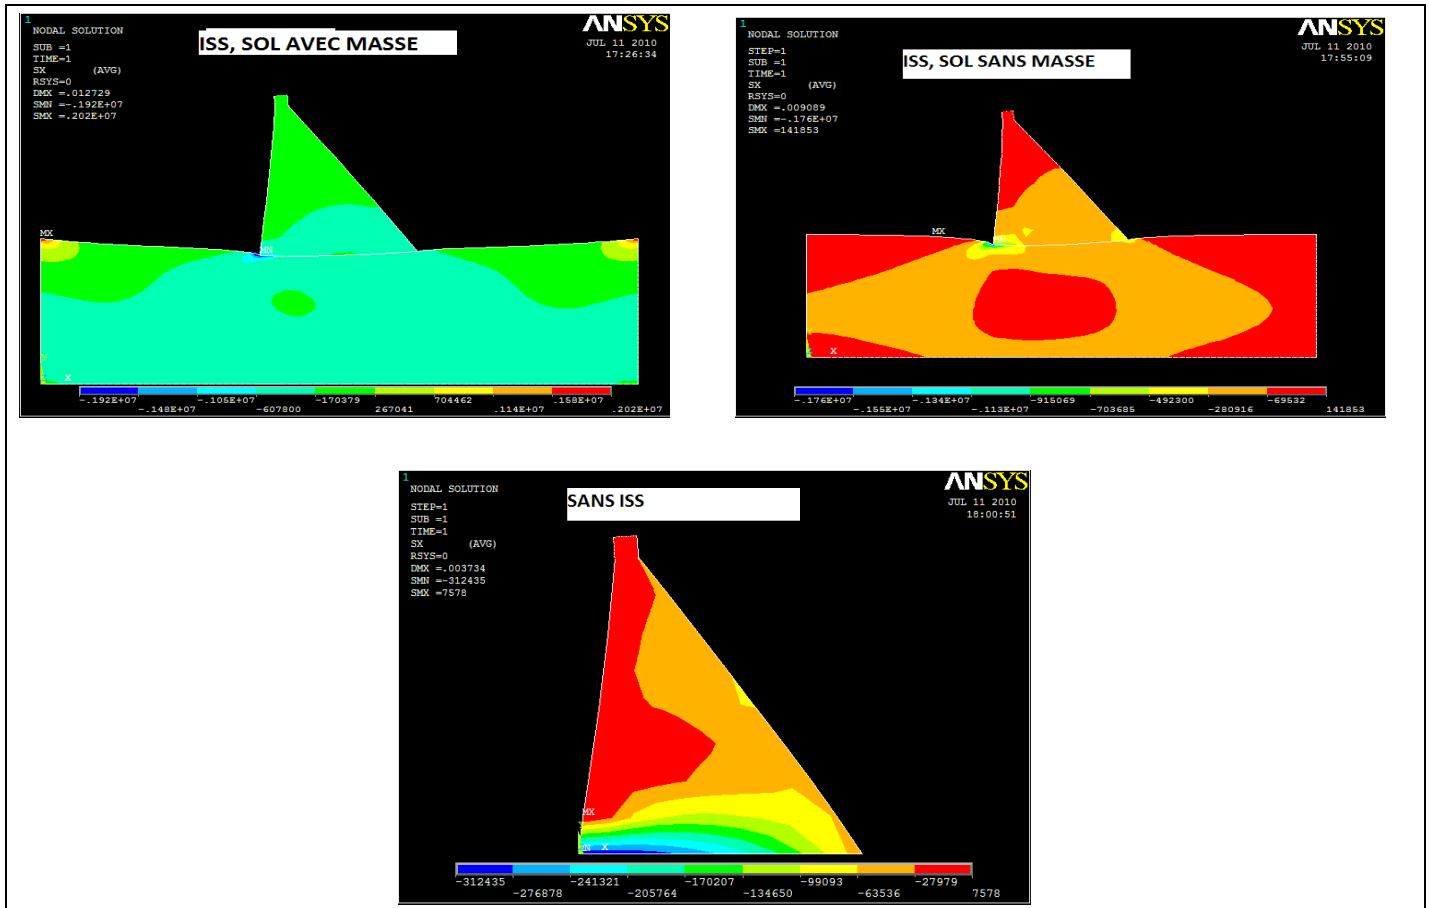 1
NODAL SOLUTION
SUB =1
TIME=1
SX (AVG)
RSYS=0
DMX =.012729
SMN =-.192E+07
SMX =.202E+07
ISS, SOL AVEC MASSE
ANSYS
JUL 11 2010
17:26:34
MX
MN
Y
X
-.192E+07 -.105E+07 -170379 704462 .158E+07
-.148E+07 -607800 267041 .114E+07 .202E+07
1
NODAL SOLUTION
STEP=1
SUB =1
TIME=1
SX (AVG)
RSYS=0
DMX =.009089
SMN =-.176E+07
SMX =141853
ISS, SOL SANS MASSE
ANSYS
JUL 11 2010
17:55:09
MX
MN
X
-.176E+07 -.134E+07 -915069 -492300 -69532
-.155E+07 -.113E+07 -703685 -280916 141853
1
NODAL SOLUTION
STEP=1
SUB =1
TIME=1
SX (AVG)
RSYS=0
DMX =.003734
SMN =-312435
SMX =7578
SANS ISS
ANSYS
JUL 11 2010
18:00:51
MX
X
-312435 -241321 -170207 -99093 -27979
-276878 -205764 -134650 -63536 7578